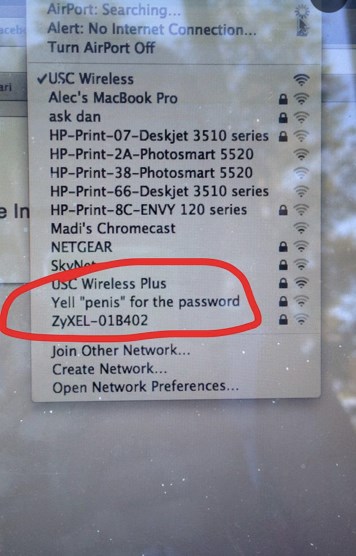 AirPort: Searching...
Alert: No Internet Connection...
Turn AirPort Off
✓USC Wireless
Alec's MacBook Pro
ask dan
HP-Print-07-Deskjet 3510 series
HP-Print-2A-Photosmart 5520
HP-Print-38-Photosmart 5520
HP-Print-66-Deskjet 3510 series
HP-Print-8C-ENVY 120 series
Madi's Chromecast
NETGEAR
SkyNet
USC Wireless Plus
Yell "penis" for the password
ZyXEL-01B402
Join Other Network...
Create Network...
Open Network Preferences...
ari
e In